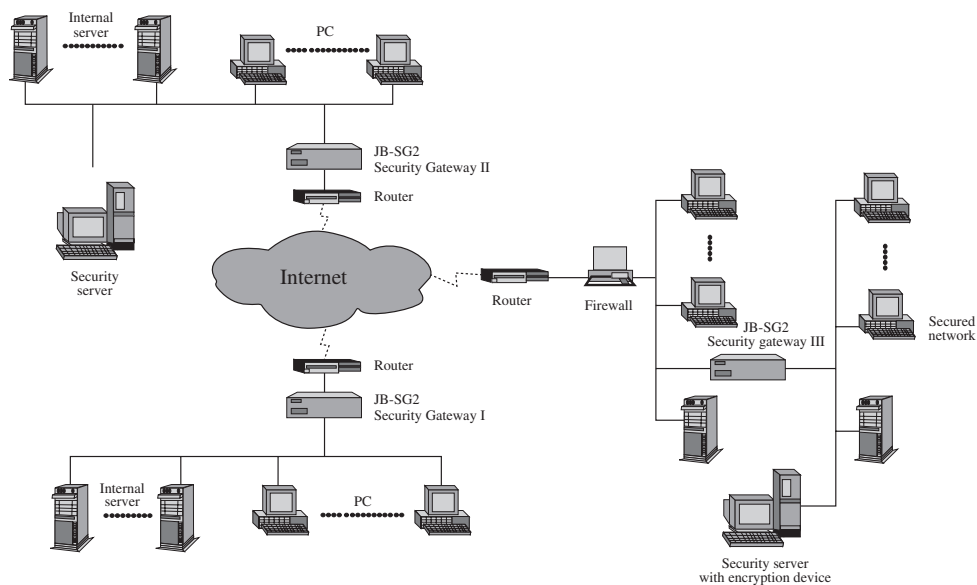 Internal
server
PC
JB-SG2
Security Gateway II
Router
Security
server
Internet
Router
Firewall
JB-SG2
Security gateway III
Secured
network
Router
JB-SG2
Security Gateway I
Internal
server
PC
Security server
with encryption device